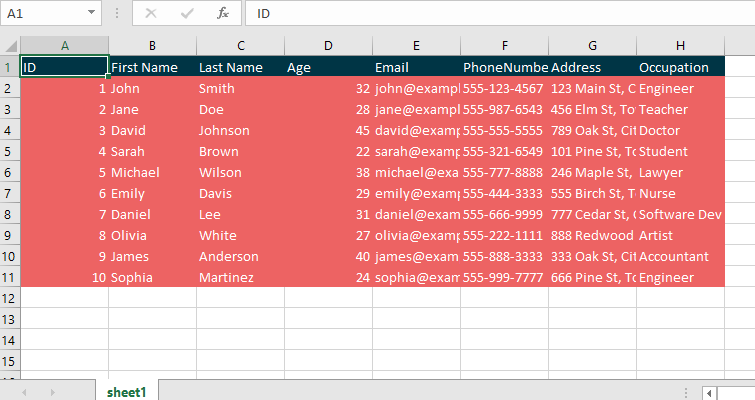 A1 fx ID
A B C D E F G H
1 ID First Name Last Name Age Email PhoneNumbe Address Occupation
2 1 John Smith 32 john@exampl 555-123-4567 123 Main St, C Engineer
3 2 Jane Doe 28 jane@exampl 555-987-6543 456 Elm St, To Teacher
4 3 David Johnson 45 david@examp 555-555-5555 789 Oak St, Cit Doctor
5 4 Sarah Brown 22 sarah@examp 555-321-6549 101 Pine St, To Student
6 5 Michael Wilson 38 michael@exa 555-777-8888 246 Maple St, Lawyer
7 6 Emily Davis 29 emily@exam 555-444-3333 555 Birch St, T Nurse
8 7 Daniel Lee 31 daniel@exam 555-666-9999 777 Cedar St, Software Dev
9 8 Olivia White 27 olivia@examp 555-222-1111 888 Redwood Artist
10 9 James Anderson 40 james@exam 555-888-3333 333 Oak St, Cit Accountant
11 10 Sophia Martinez 24 sophia@exam 555-999-7777 666 Pine St, To Engineer
12
13
14
15
sheet1